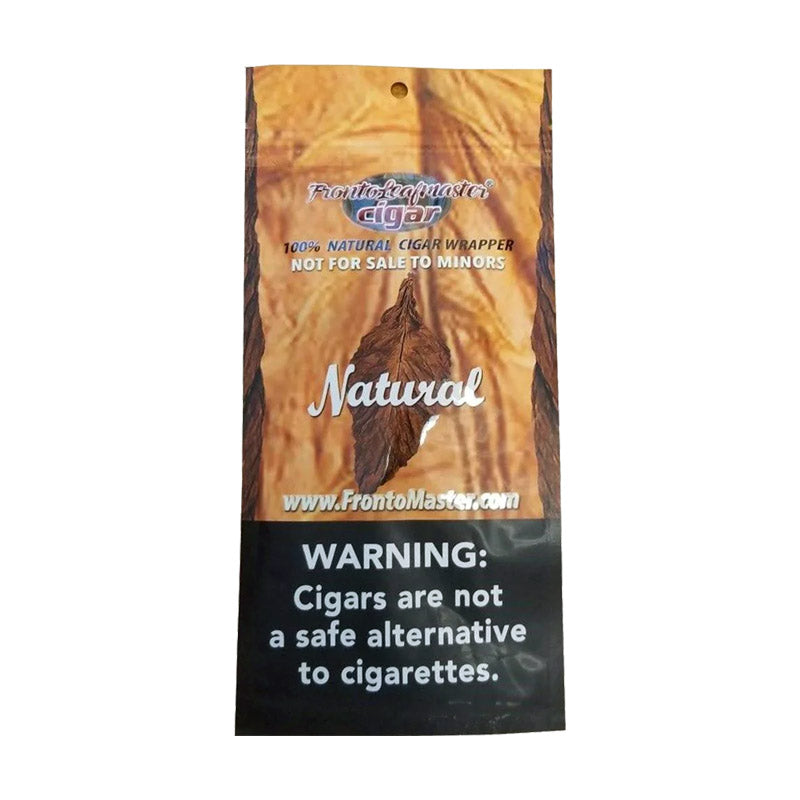 FrontoLeafmaster®
cigar
100% NATURAL CIGAR WRAPPER
NOT FOR SALE TO MINORS
Natural
www.FrontoMaster.com
WARNING:
Cigars are not
a safe alternative
to cigarettes.